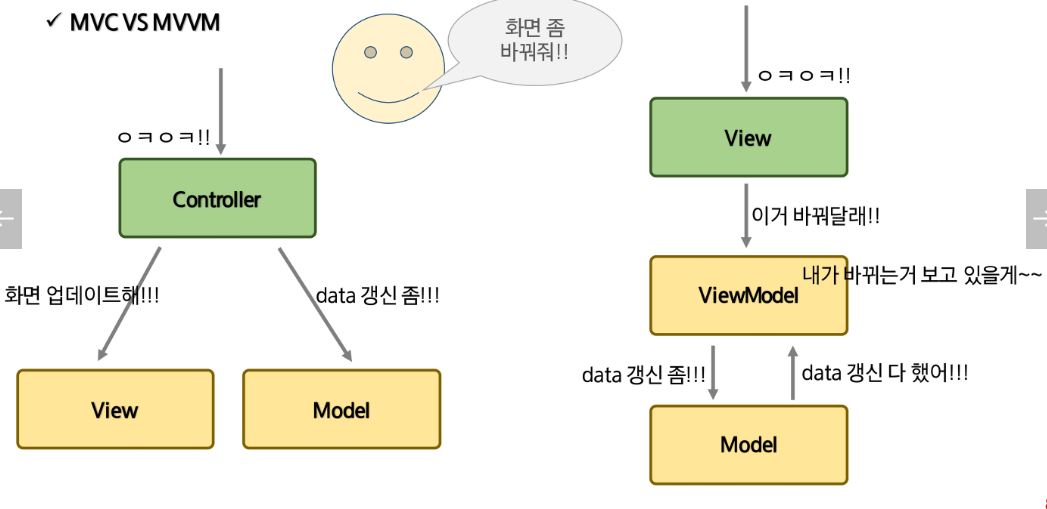 ✓ MVC VS MVVM
화면 좀
바꿔줘!!
ㅇㅋㅇㅋ!!
Controller
화면 업데이트해!!!
data 갱신 좀!!!
View
Model
ㅇㅋㅇㅋ!!
View
이거 바꿔달래!!
내가 바뀌는거 보고 있을게~~
ViewModel
data 갱신 좀!!!
data 갱신 다 했어!!!
Model